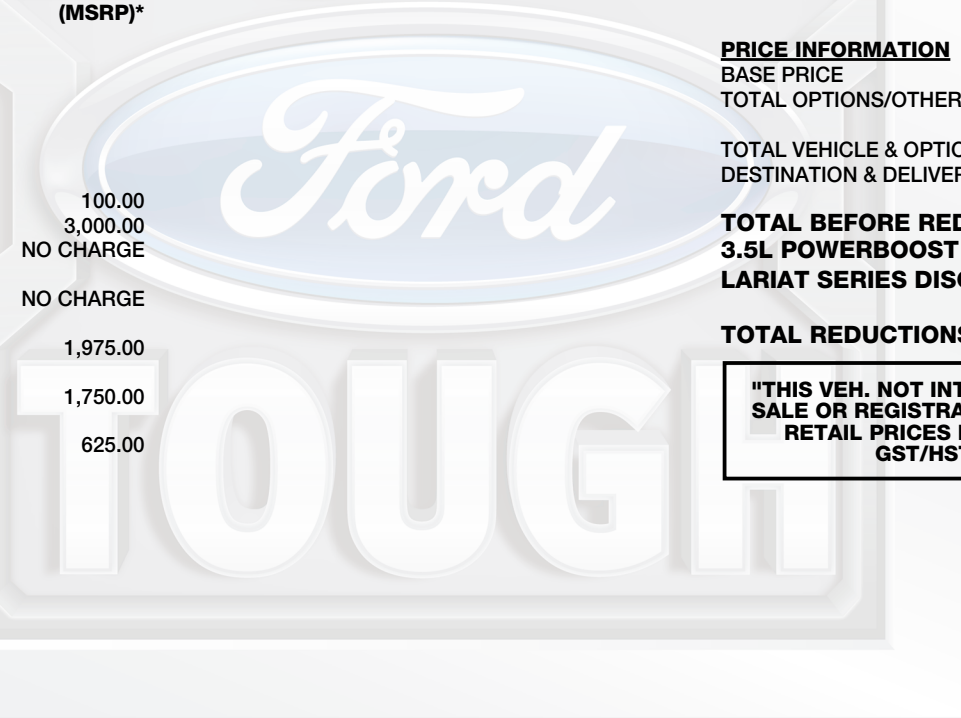 (MSRP)*
100.00
3,000.00
NO CHARGE
NO CHARGE
1,975.00
1,750.00
625.00
Ford
TOUGH
PRICE INFORMATION
BASE PRICE
TOTAL OPTIONS/OTHER
TOTAL VEHICLE & OPTIO
DESTINATION & DELIVER
TOTAL BEFORE RED
3.5L POWERBOOST
LARIAT SERIES DISC
TOTAL REDUCTIONS
"THIS VEH. NOT INT
SALE OR REGISTRA
RETAIL PRICES
GST/HST